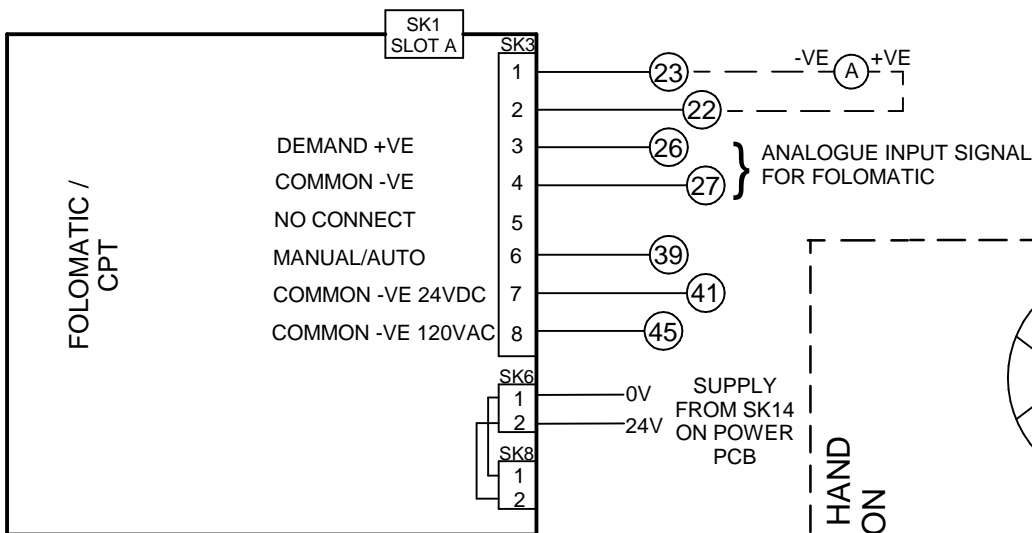 SK1
SLOT A
SK3
1
23
-VE
A
+VE
2
22
DEMAND +VE
3
26
COMMON -VE
4
27
}
ANALOGUE INPUT SIGNAL
FOR FOLOMATIC
NO CONNECT
5
MANUAL/AUTO
6
39
COMMON -VE 24VDC
7
41
COMMON -VE 120VAC
8
45
FOLOMATIC /
CPT
SK6
1
0V
2
24V
SUPPLY
FROM SK14
ON POWER
PCB
SK8
1
2
HAND
ON